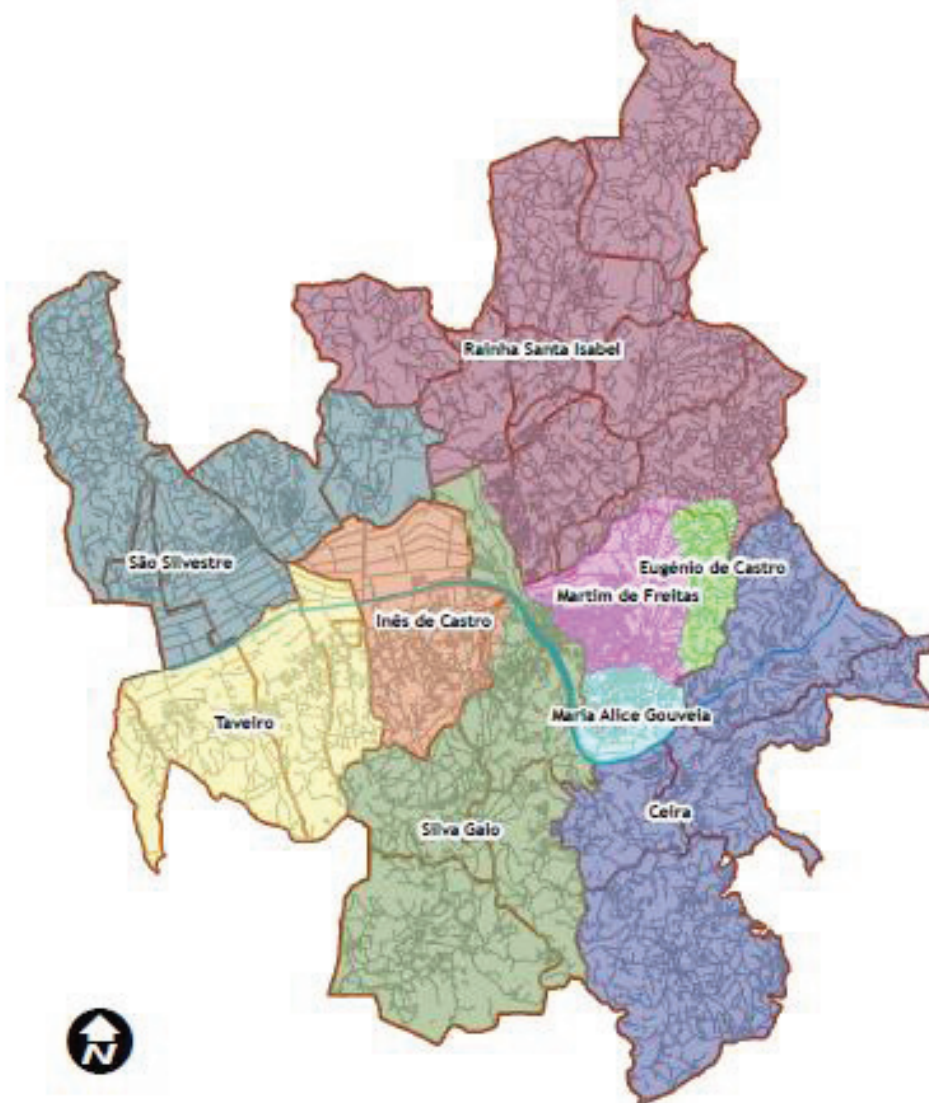 Rainha Santa Isabel
São Silvestre
Eugénio de Castro
Martim de Freitas
Inês de Castro
Taveiro
Maria Alice Gouveia
Silva Gaio
Ceira
N